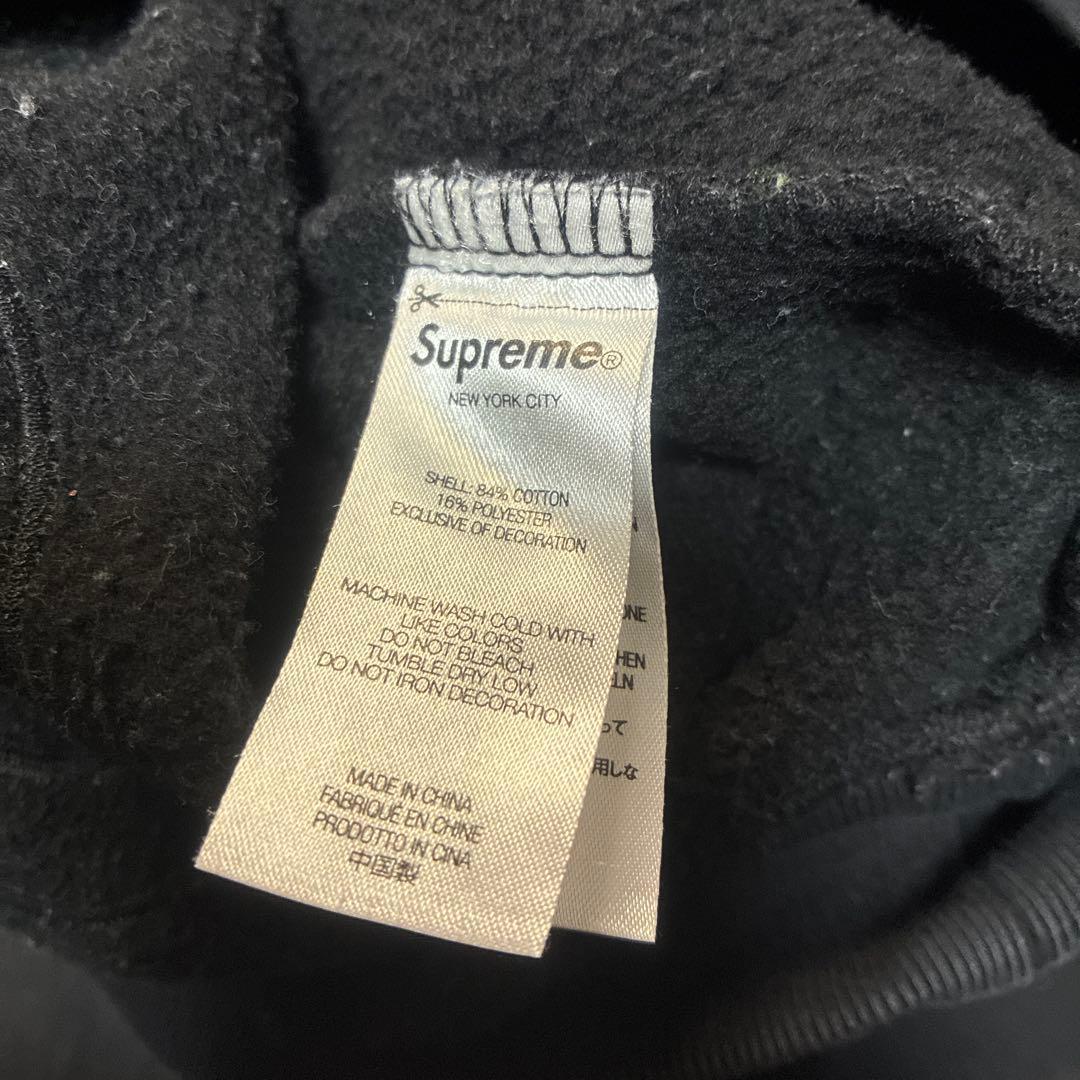 Supreme®
NEW YORK CITY
SHELL: 84% COTTON
16% POLYESTER
EXCLUSIVE OF DECORATION
MACHINE WASH COLD WITH
LIKE COLORS
DO NOT BLEACH
TUMBLE DRY LOW
DO NOT IRON DECORATION
MADE IN CHINA
FABRIQUÉ EN CHINE
PRODOTTO IN CINA
中国製